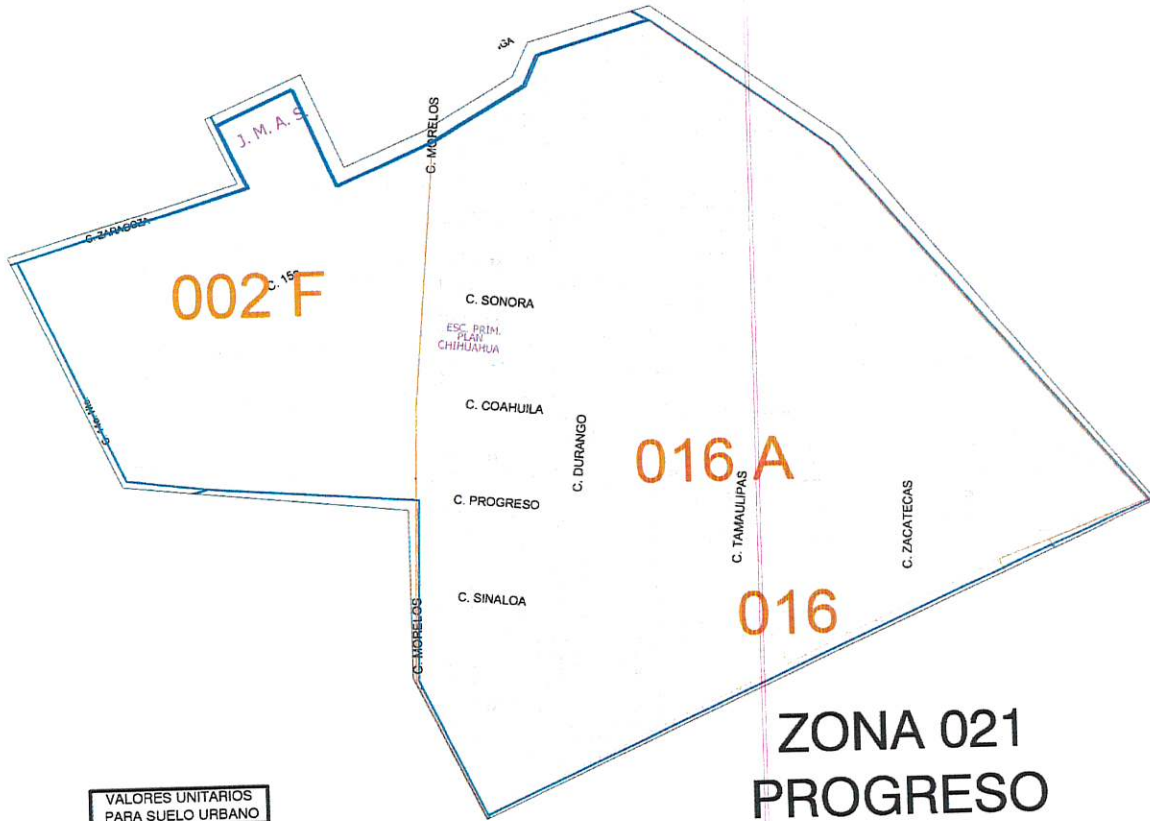 J. M. A. S.
C. MORELOS
C. ZARAGOZA
002 F
C. 15a
C. SONORA
ESC. PRIM.
PLAN
CHIHUAHUA
C. COAHUILA
C. DURANGO
016 A
C. PROGRESO
C. TAMAULIPAS
C. ZACATECAS
C. SINALOA
016
C. MORELOS
ZONA 021
PROGRESO
VALORES UNITARIOS
PARA SUELO URBANO